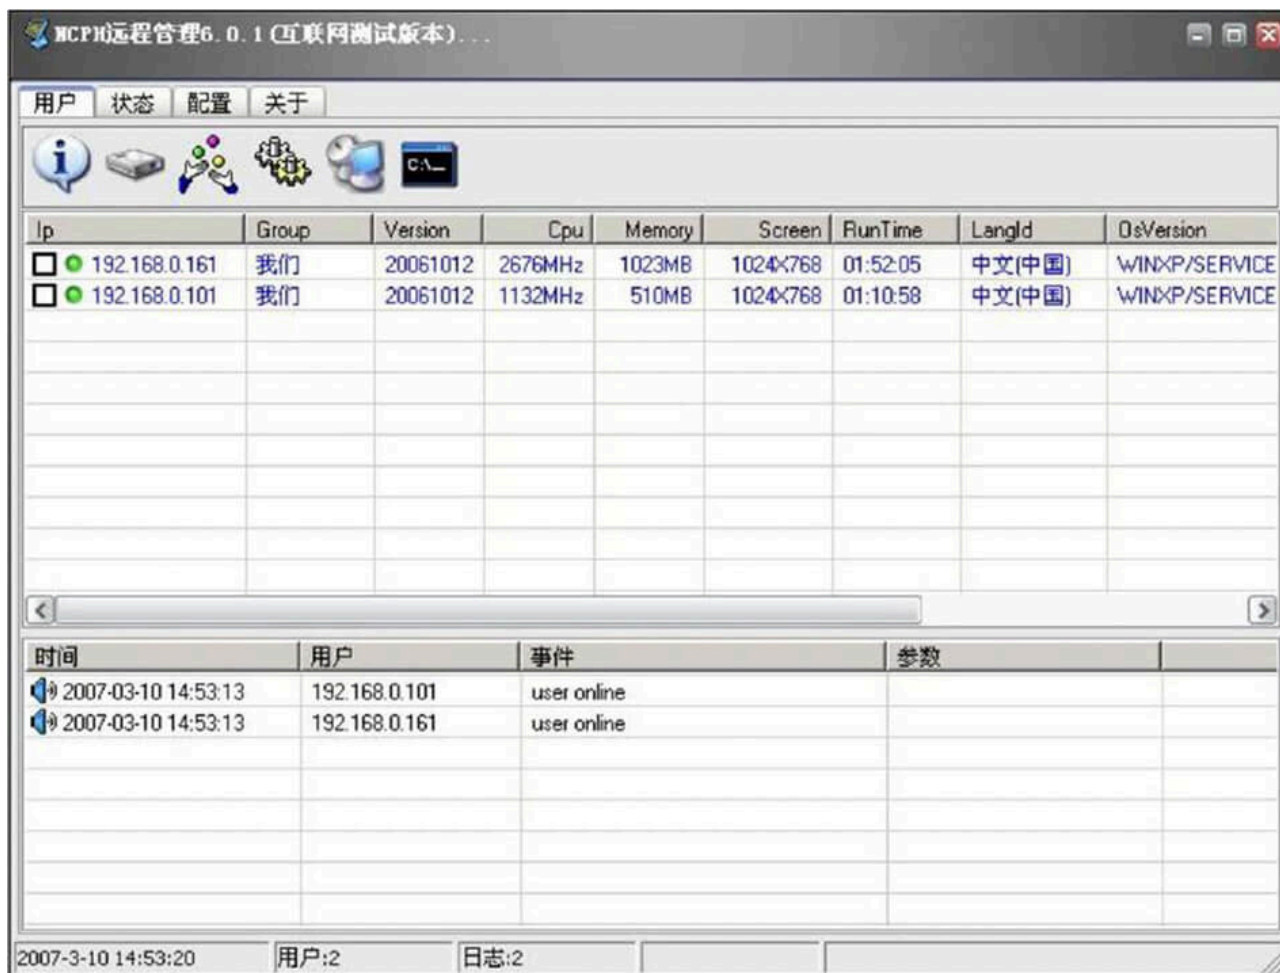 NCPH远程管理6.0.1(互联网测试版本)...
用户 状态 配置 关于
C:\_
Ip Group Version Cpu Memory Screen RunTime LangId OsVersion
192.168.0.161 我们 20061012 2676MHz 1023MB 1024X768 01:52:05 中文(中国) WINXP/SERVICE
192.168.0.101 我们 20061012 1132MHz 510MB 1024X768 01:10:58 中文(中国) WINXP/SERVICE
时间 用户 事件 参数
2007-03-10 14:53:13 192.168.0.101 user online
2007-03-10 14:53:13 192.168.0.161 user online
2007-3-10 14:53:20 用户:2 日志:2